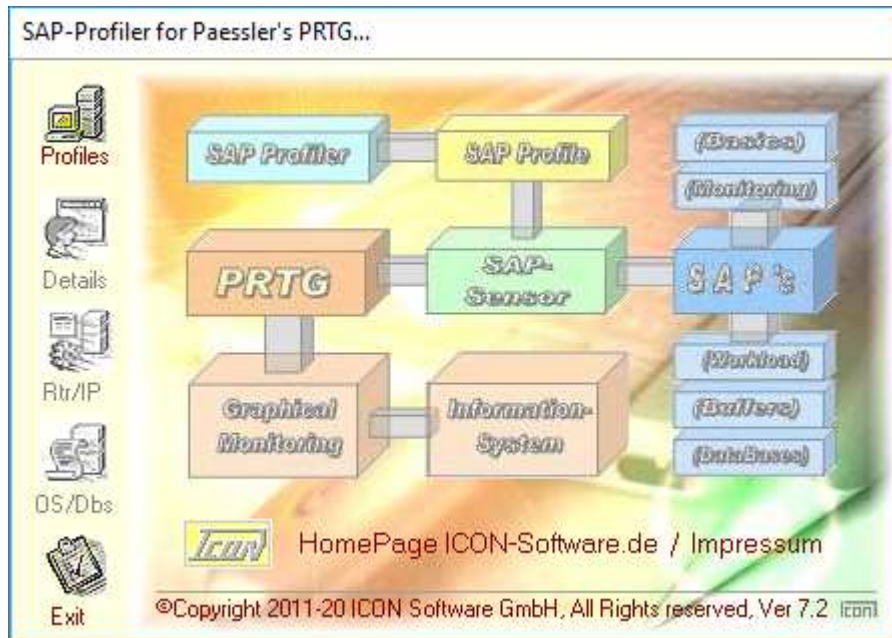 SAP-Profiler for Paessler's PRTG...
Profiles
Details
Rtr/IP
OS/Dbs
Exit
SAP Profiler
SAP Profile
(Basics)
(Monitoring)
PRTG
SAP-
Sensor
SAP's
(Workload)
(Buffers)
(DataBases)
Graphical
Monitoring
Information-
System
Icon HomePage ICON-Software.de / Impressum
©Copyright 2011-20 ICON Software GmbH, All Rights reserved, Ver 7.2 Icon